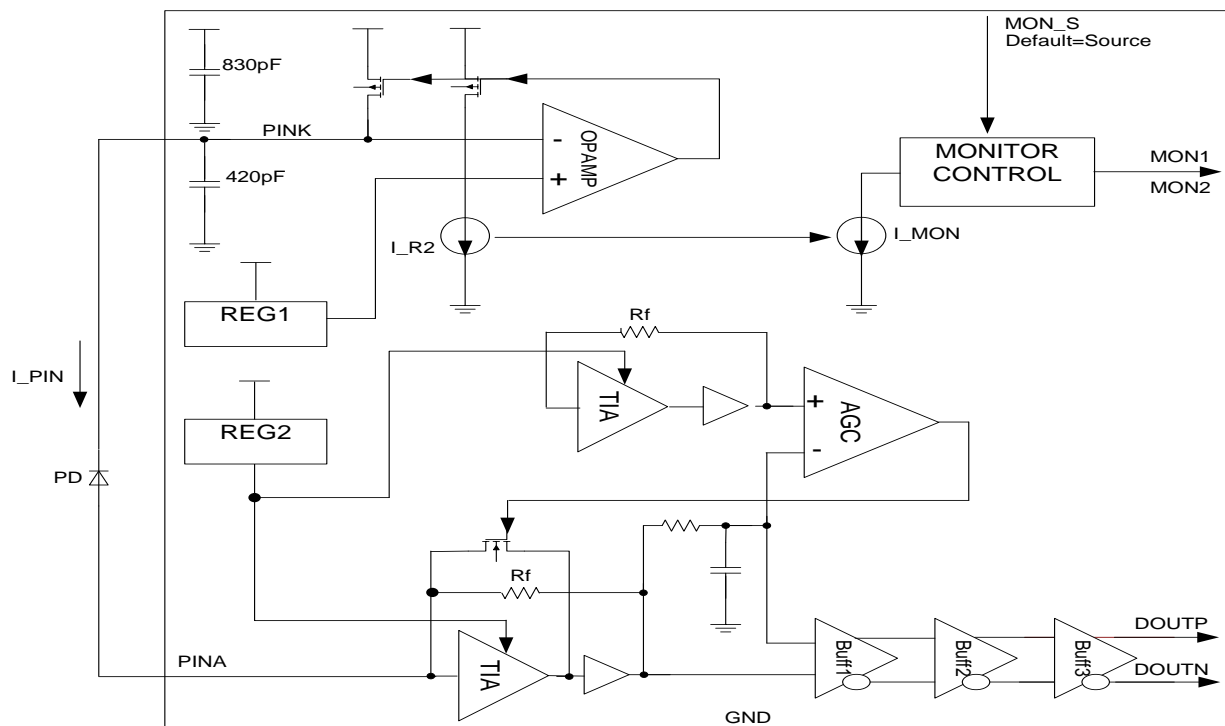 MON_S
Default=Source
830pF
PINK
OPAMP
-
+
420pF
MONITOR
CONTROL
MON1
MON2
I_R2
I_MON
REG1
Rf
I_PIN
TIA
+
-
AGC
REG2
PD
Rf
PINA
TIA
Buff1
Buff2
Buff3
DOUTP
DOUTN
GND